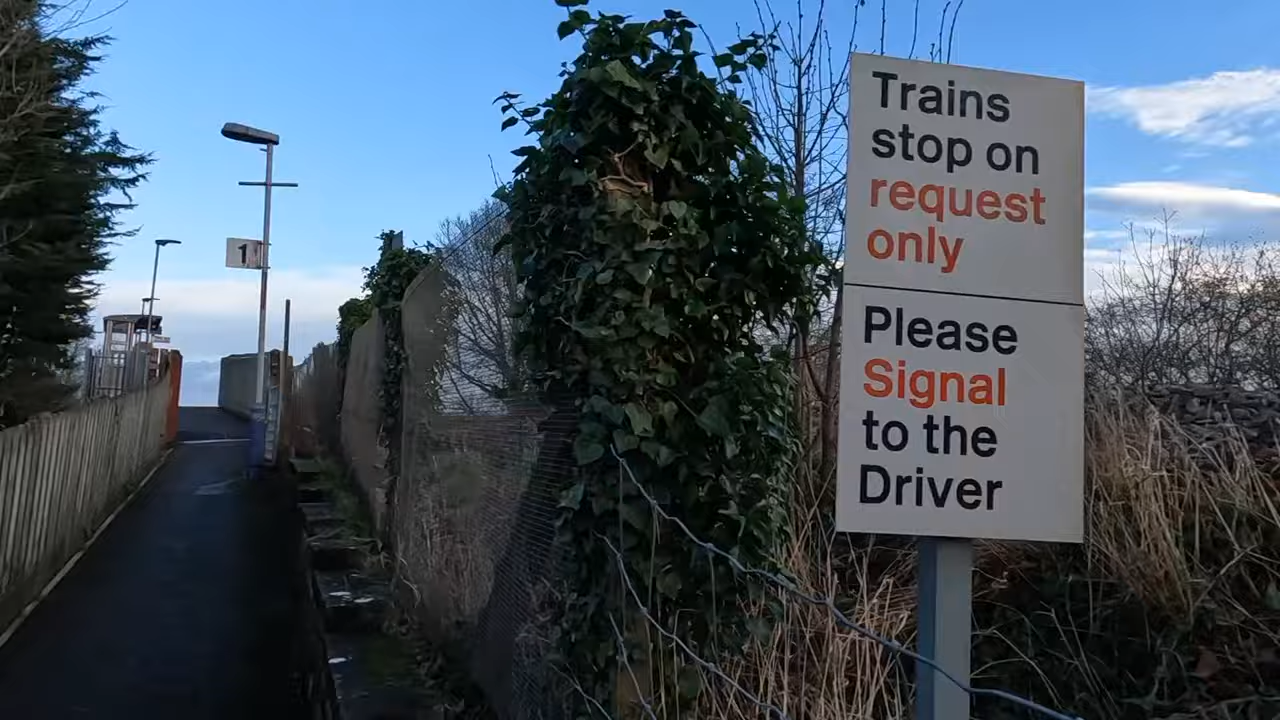 1
Trains
stop on
request
only
Please
Signal
to the
Driver